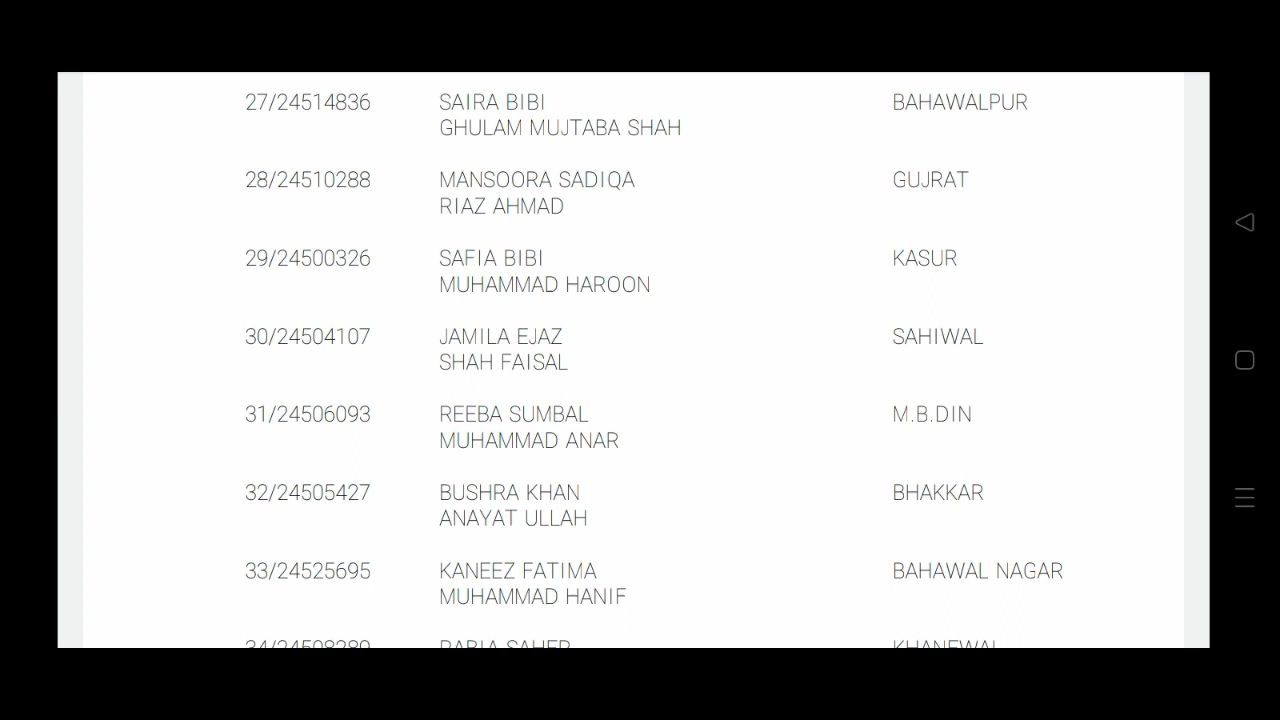 27/24514836 SAIRA BIBI BAHAWALPUR
GHULAM MUJTABA SHAH
28/24510288 MANSOORA SADIQA GUJRAT
RIAZ AHMAD
29/24500326 SAFIA BIBI KASUR
MUHAMMAD HAROON
30/24504107 JAMILA EJAZ SAHIWAL
SHAH FAISAL
31/24506093 REEBA SUMBAL M.B.DIN
MUHAMMAD ANAR
32/24505427 BUSHRA KHAN BHAKKAR
ANAYAT ULLAH
33/24525695 KANEEZ FATIMA BAHAWAL NAGAR
MUHAMMAD HANIF
KHANEWAL